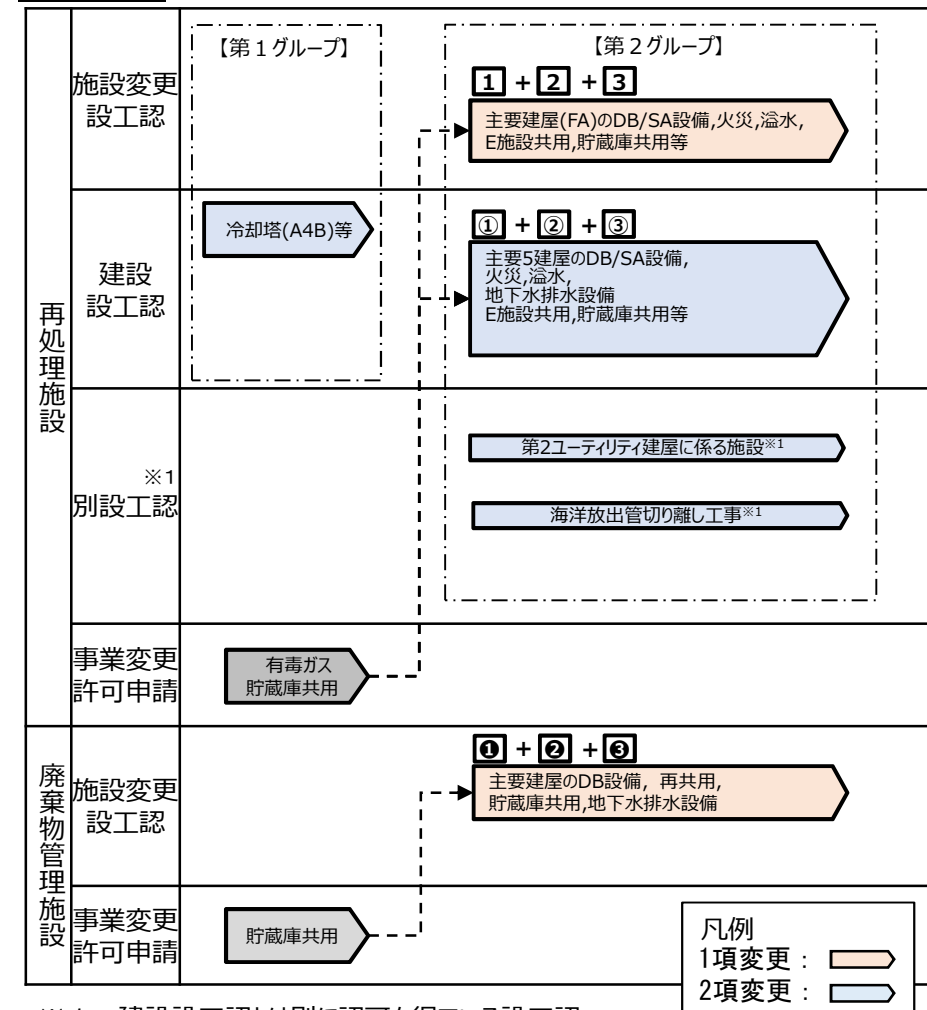 再処理施設
施設変更
設工認
【第１グループ】
【第２グループ】
1 + 2 + 3
主要建屋(FA)のDB/SA設備,火災,溢水,
E施設共用,貯蔵庫共用等
建設
設工認
冷却塔(A4B)等
① + ② + ③
主要5建屋のDB/SA設備,
火災,溢水,
地下水排水設備
E施設共用,貯蔵庫共用等
※1
別設工認
第2ユーティリティ建屋に係る施設※1
海洋放出管切り離し工事※1
事業変更
許可申請
有毒ガス
貯蔵庫共用
廃棄物管理施設
施設変更
設工認
❶ + ❷ + ❸
主要建屋のDB設備, 再共用,
貯蔵庫共用,地下水排水設備
事業変更
許可申請
貯蔵庫共用
凡例
1項変更：
2項変更：